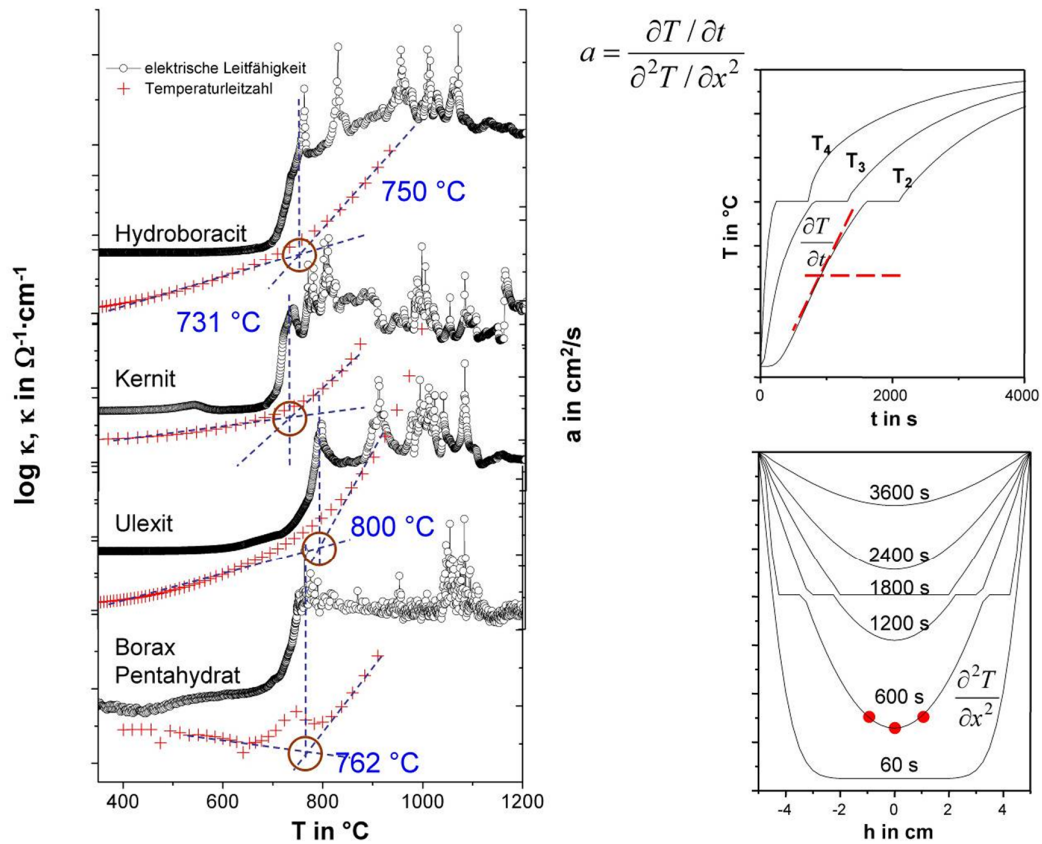 elektrische Leitfähigkeit
Temperaturleitzahl
750 °C
Hydroboracit
731 °C
Kernit
Ulexit
800 °C
Borax
Pentahydrat
762 °C
log κ, κ in Ω⁻¹·cm⁻¹
400 600 800 1000 1200
T in °C
a in cm²/s
a = ∂T / ∂t / ∂²T / ∂x²
T₄
T₃
T₂
∂T
∂t
T in °C
0 2000 4000
t in s
3600 s
2400 s
1800 s
1200 s
600 s
∂²T
∂x²
60 s
-4 -2 0 2 4
h in cm